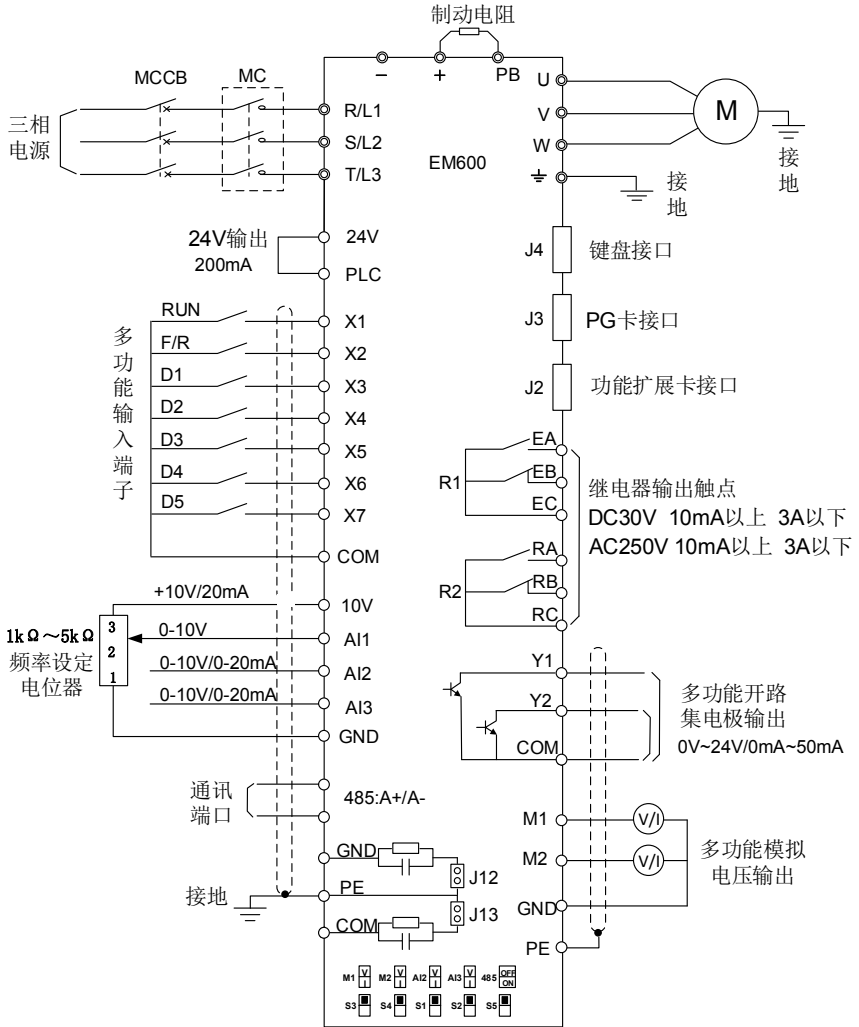 制动电阻
MCCB
MC
−
+
PB
三相
电源
R/L1
S/L2
T/L3
EM600
U
V
W
M
接
地
接
地
24V输出
200mA
24V
PLC
J4
键盘接口
J3
PG卡接口
J2
功能扩展卡接口
多
功
能
输
入
端
子
RUN
F/R
D1
D2
D3
D4
D5
X1
X2
X3
X4
X5
X6
X7
COM
R1
EA
EB
EC
R2
RA
RB
RC
继电器输出触点
DC30V 10mA以上 3A以下
AC250V 10mA以上 3A以下
+10V/20mA
1kΩ～5kΩ
频率设定
电位器
3
2
1
0-10V
0-10V/0-20mA
0-10V/0-20mA
10V
AI1
AI2
AI3
GND
Y1
Y2
COM
多功能开路
集电极输出
0V~24V/0mA~50mA
通讯
端口
485:A+/A-
M1
V/I
M2
V/I
GND
PE
多功能模拟
电压输出
接地
GND
PE
COM
J12
J13
M1 V I
M2 V I
AI2 V I
AI3 V I
485 OFF ON
S3
S4
S1
S2
S5